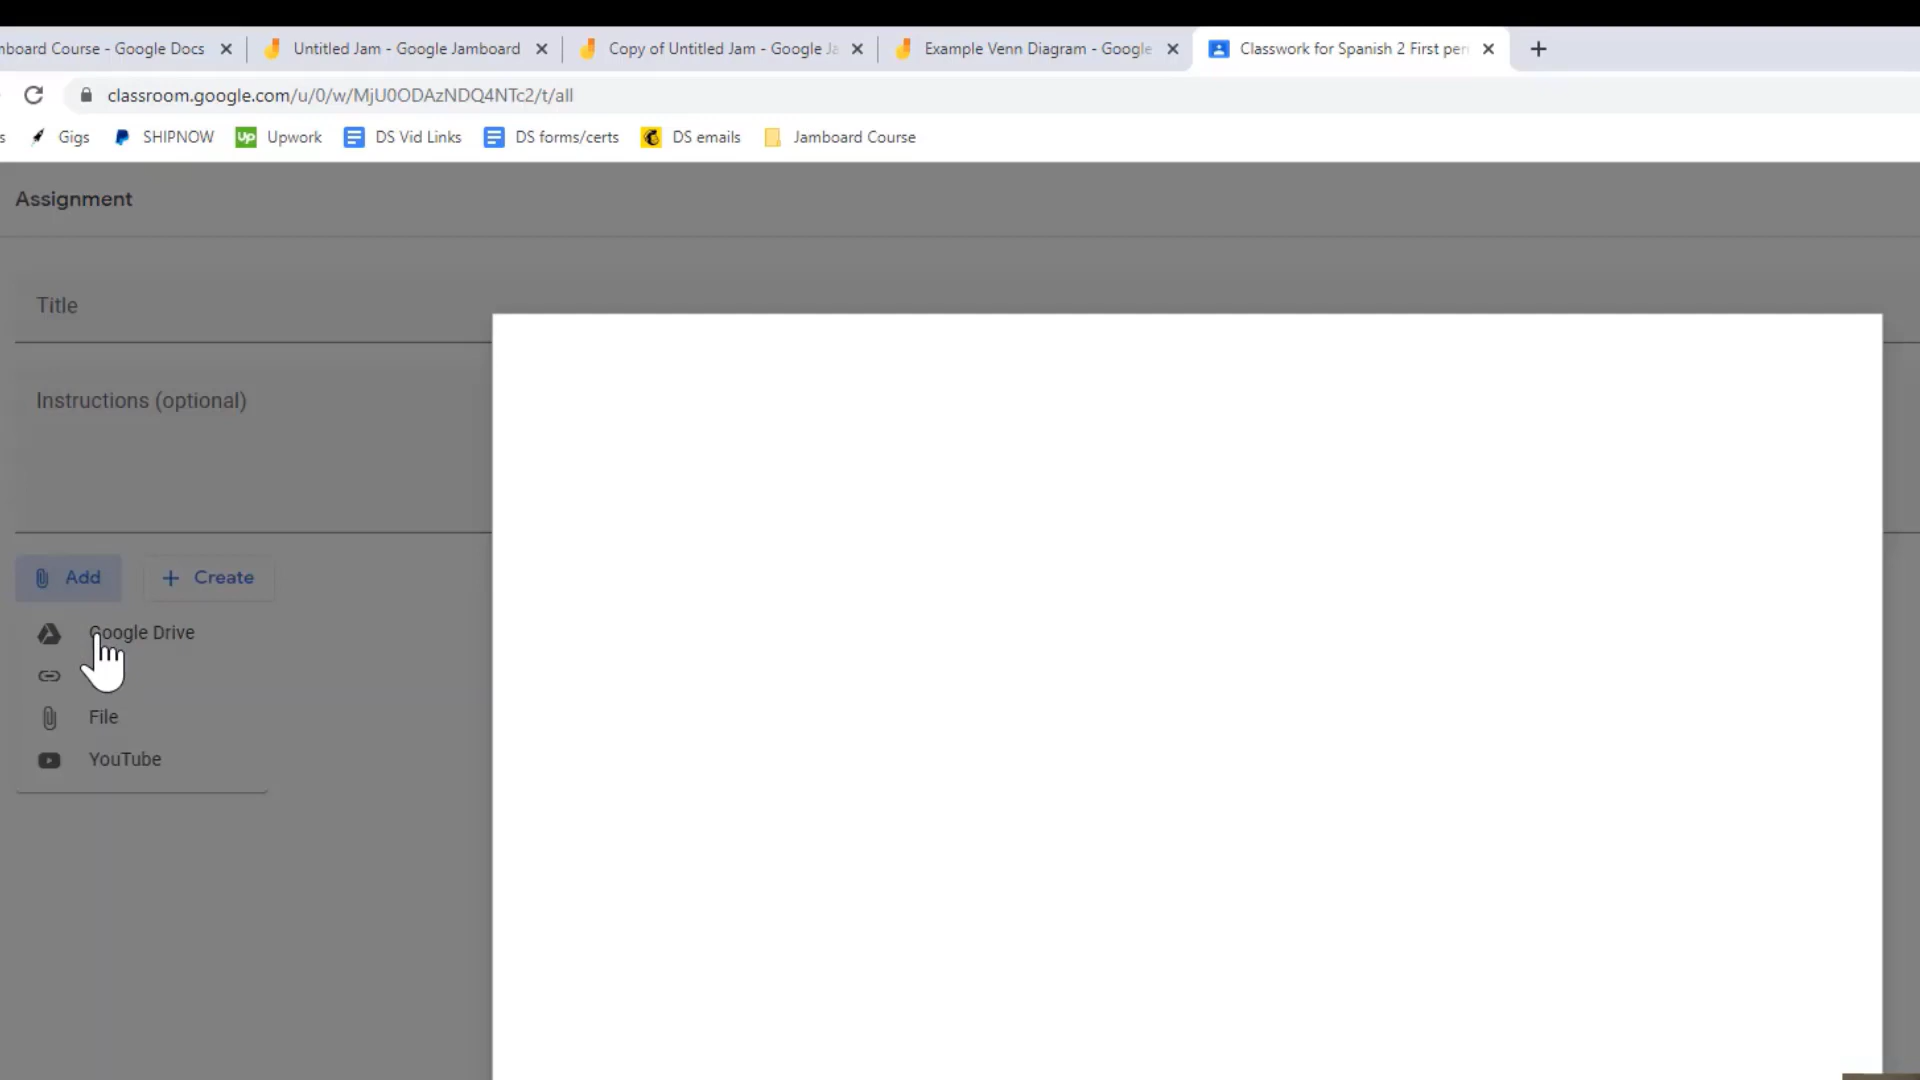 board Course - Google Docs
Untitled Jam - Google Jamboard
Copy of Untitled Jam - Google Ja
Example Venn Diagram - Google
Classwork for Spanish 2 First per
classroom.google.com/u/0/w/MjU0ODAzNDQ4NTc2/t/all
s
Gigs
SHIPNOW
Up
Upwork
DS Vid Links
DS forms/certs
DS emails
Jamboard Course
Assignment
Title
Instructions (optional)
Add
+ Create
Google Drive
File
YouTube